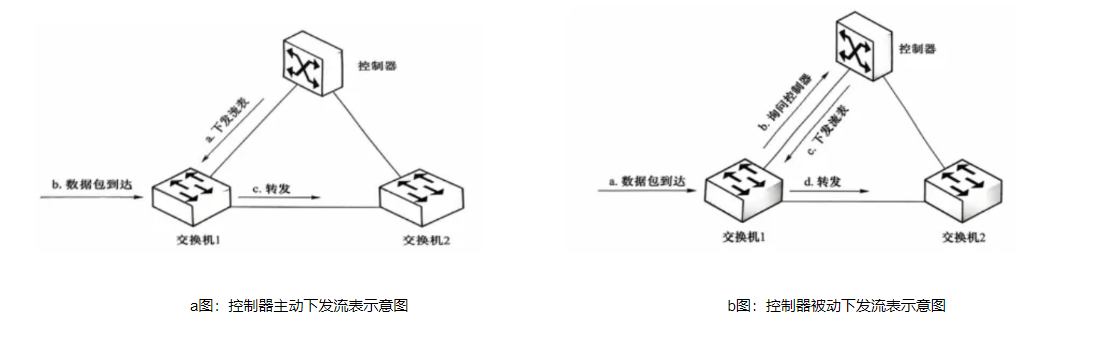 控制器
a. 下发流表
b. 数据包到达
c. 转发
交换机1
交换机2
a图：控制器主动下发流表示意图
控制器
b. 询问控制器
c. 下发流表
a. 数据包到达
d. 转发
交换机1
交换机2
b图：控制器被动下发流表示意图